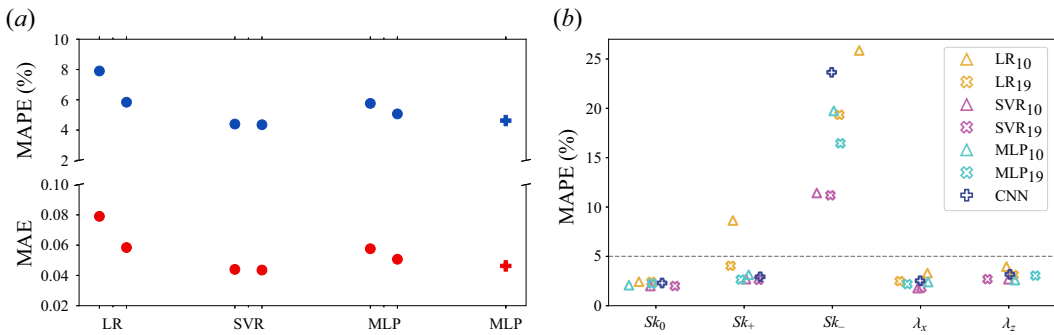 (a)
10
8
6
4
2
MAPE (%)
0.10
0.08
0.06
0.04
0.02
MAE
LR SVR MLP MLP
(b)
25
20
15
10
5
0
MAPE (%)
LR10
LR19
SVR10
SVR19
MLP10
MLP19
CNN
Sk0 Sk+ Sk− λx λz